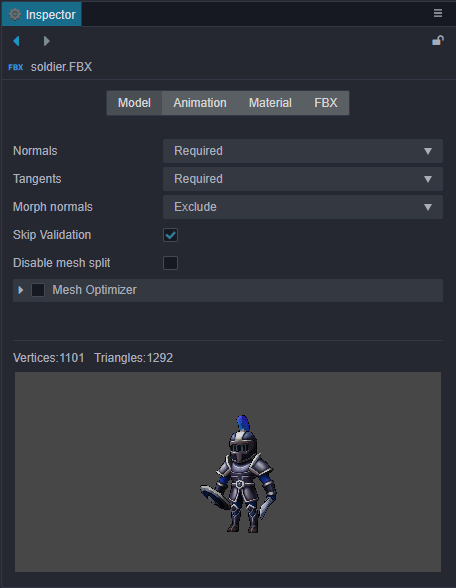 Inspector
FBX soldier.FBX
Model Animation Material FBX
Normals Required
Tangents Required
Morph normals Exclude
Skip Validation
Disable mesh split
Mesh Optimizer
Vertices:1101 Triangles:1292